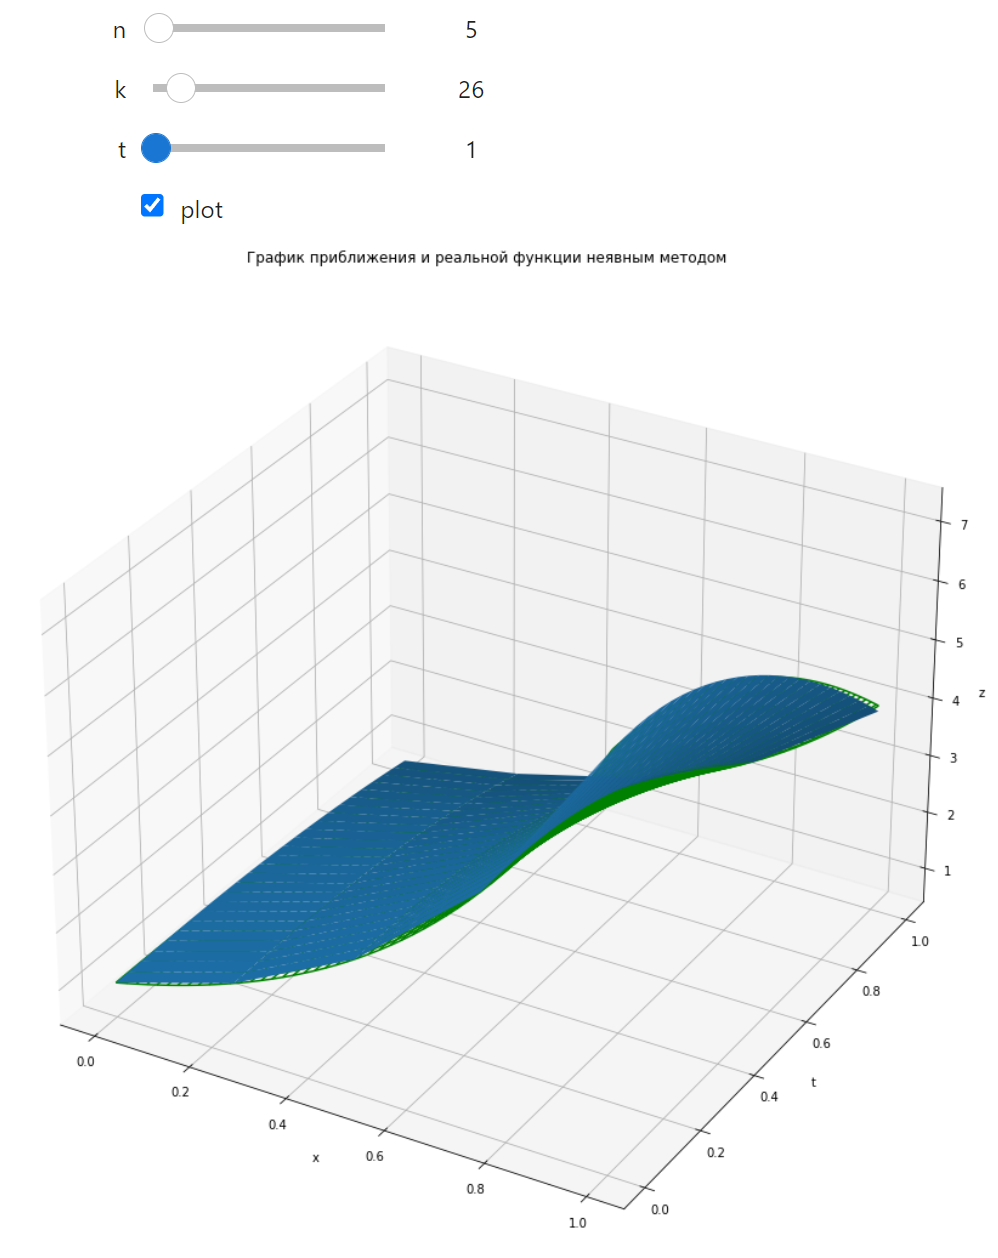 n 5
k 26
t 1
plot
График приближения и реальной функции неявным методом
7
6
5
z
4
3
2
1
1.0
0.8
0.6
t
0.4
0.2
0.0
0.0
0.2
0.4
x
0.6
0.8
1.0